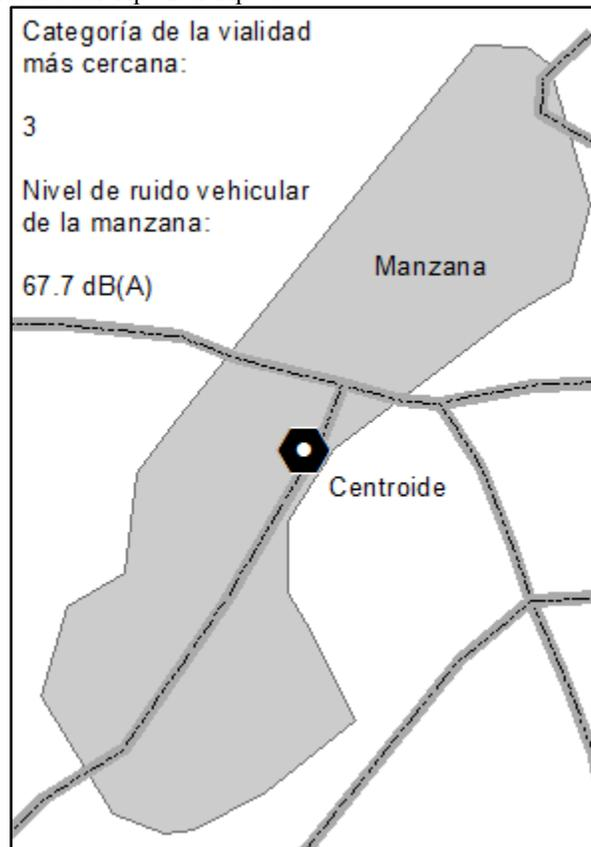 Categoría de la vialidad
más cercana:
3
Nivel de ruido vehicular
de la manzana:
67.7 dB(A)
Manzana
Centroide